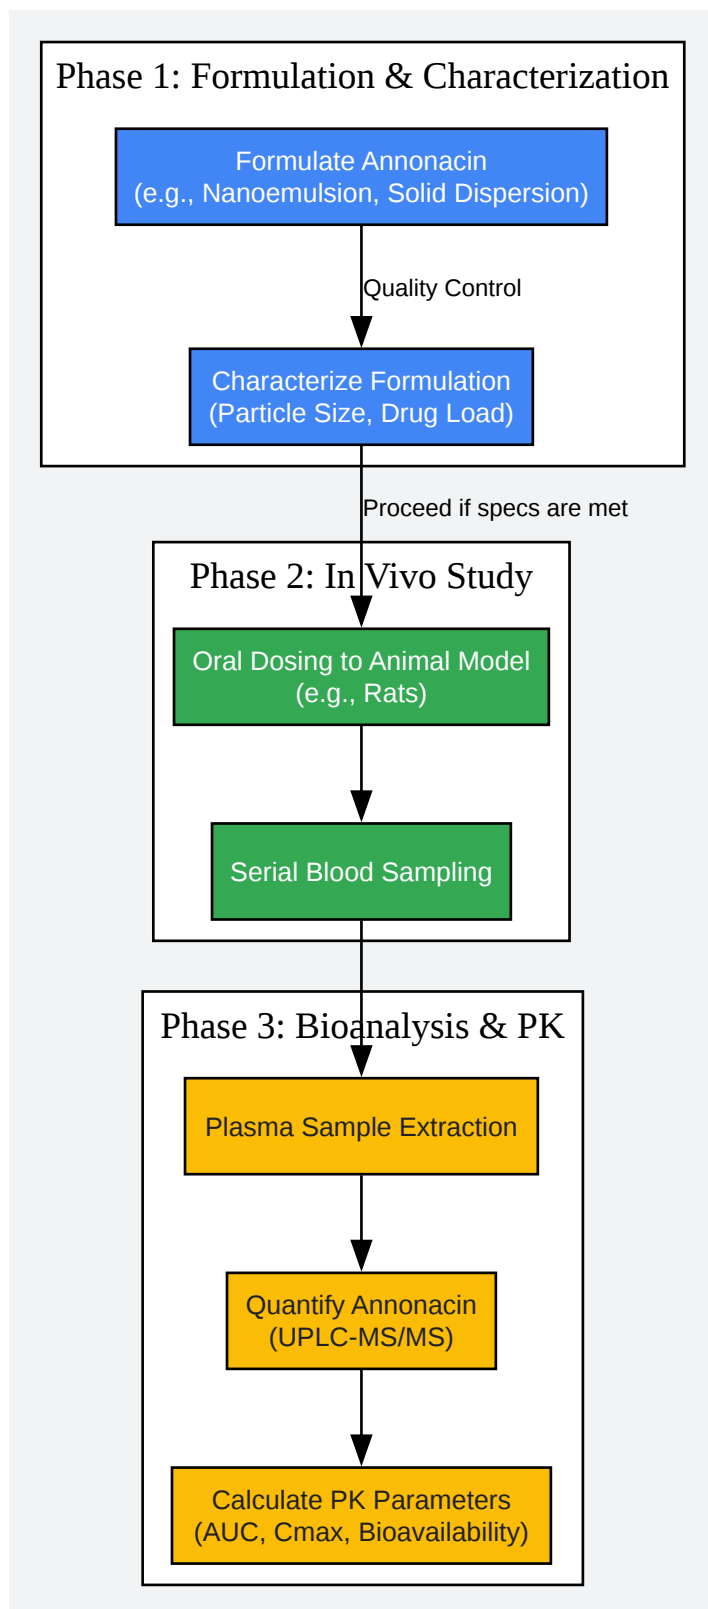 Phase 1: Formulation & Characterization
Formulate Annonacin
(e.g., Nanoemulsion, Solid Dispersion)
Quality Control
Characterize Formulation
(Particle Size, Drug Load)
Proceed if specs are met
Phase 2: In Vivo Study
Oral Dosing to Animal Model
(e.g., Rats)
Serial Blood Sampling
Phase 3: Bioanalysis & PK
Plasma Sample Extraction
Quantify Annonacin
(UPLC-MS/MS)
Calculate PK Parameters
(AUC, Cmax, Bioavailability)